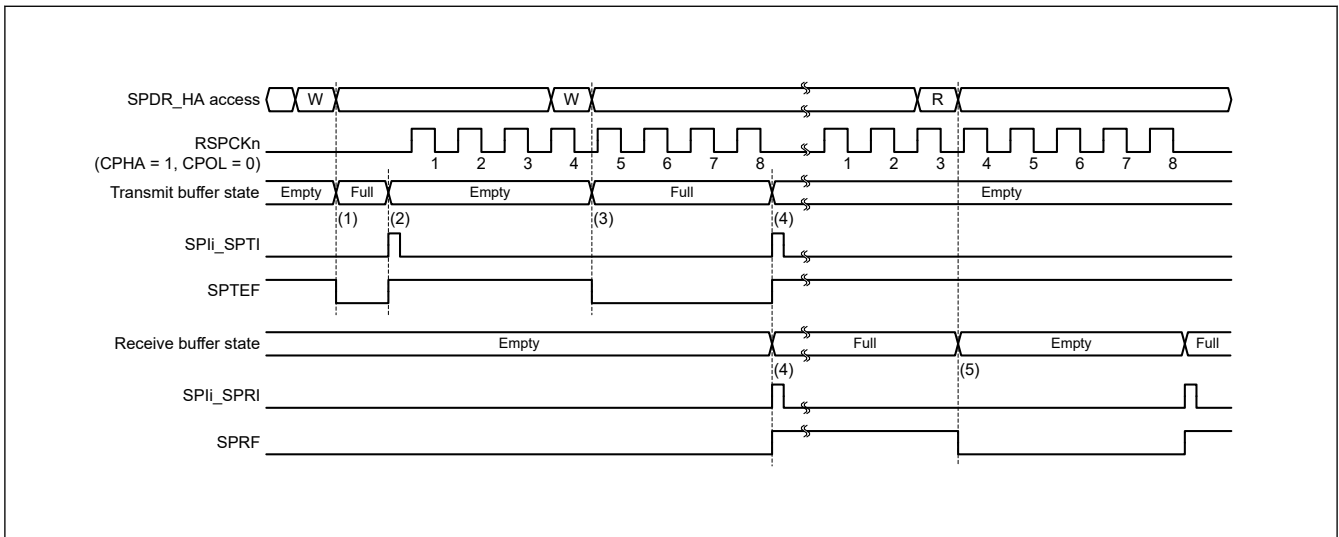 SPDR_HA access W W R
RSPCKn
(CPHA = 1, CPOL = 0) 1 2 3 4 5 6 7 8 1 2 3 4 5 6 7 8
Transmit buffer state Empty Full Empty Full Empty
(1) (2) (3) (4)
SPIi_SPTI
SPTEF
Receive buffer state Empty Full Empty Full
(4) (5)
SPIi_SPRI
SPRF